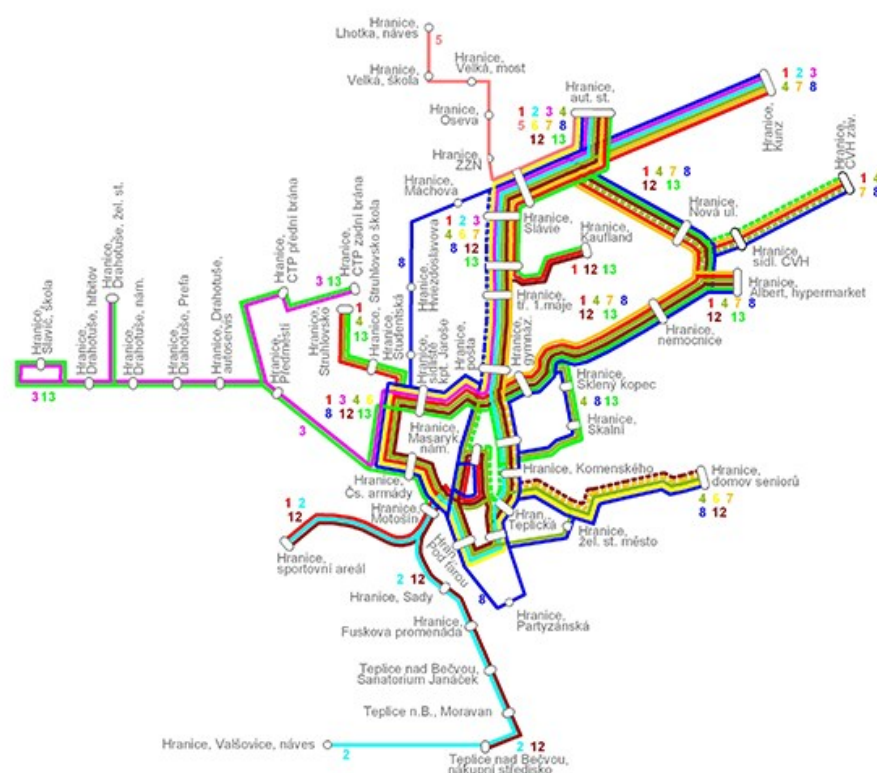 Hranice,
Lhotka, náves
5
Hranice,
Velká, škola
Hranice,
Velká, most
Hranice,
Oseva
Hranice,
ZZN
Hranice,
aut. st.
1 2 3 4
5 6 7 8
12 13
Hranice,
Kunz
1 2 3
4 7 8
Hranice,
CVH záv.
1 4
7 8
Hranice,
sídl. CVH
Hranice,
Nová ul.
1 4 7 8
12 13
Hranice,
Máchova
Hranice,
Slávie
1 2 3
4 6 7
8 12
13
Hranice,
Kaufland
1 12 13
Hranice,
Albert, hypermarket
1 4 7
12 13 8
Hranice,
nemocnice
1 4 7 8
12 13
Hranice,
tř. 1.máje
Hranice,
Hviezdoslavova
8
Hranice,
Studentská
Hranice,
sídliště
kpt. Jaroše
Hranice,
pošta
Hranice,
gymnáz.
Hranice,
Struhlovsko škola
Hranice,
Struhlovsko
1
4
13
Hranice,
CTP zadní brána
3 13
Hranice,
CTP přední brána
Hranice,
Předměstí
3
Hranice, Drahotuše,
autoservis
Hranice,
Drahotuše, Prefa
Hranice,
Drahotuše, nám.
Hranice,
Drahotuše, žel. st.
Hranice,
Drahotuše, hřbitov
Hranice,
Slavíč, škola
3 13
1 3 4 6
8 12 13
Hranice,
Masaryk.
nám.
Hranice,
Sklený kopec
4 8 13
Hranice,
Skalní
Hranice, Komenského
Hranice,
domov seniorů
4 6 7
8 12
Hranice,
Čs. armády
Hranice,
Motošín
Hran.,
Teplická
Hranice,
žel. st. město
Hran.,
Pod farou
1 2
12
Hranice,
sportovní areál
2 12
Hranice, Sady
8
Hranice,
Partyzánská
Hranice,
Fuskova promenáda
Teplice nad Bečvou,
Sanatorium Janáček
Teplice n.B., Moravan
Hranice, Valšovice, náves
2
2 12
Teplice nad Bečvou,
nákupní středisko